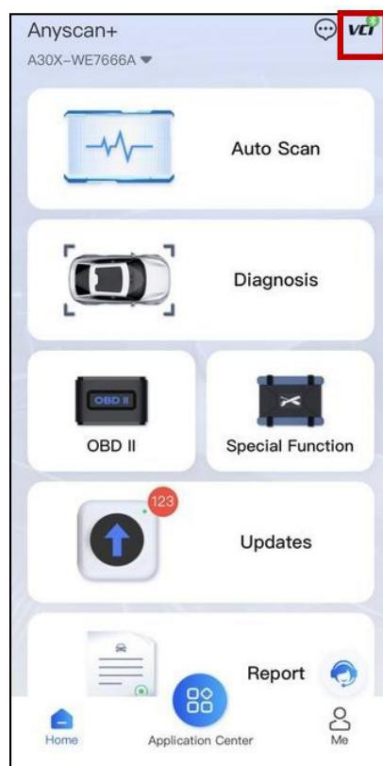 Anyscan+
VCI
A30X-WE7666A
Auto Scan
Diagnosis
OBD II
OBD II
Special Function
123
Updates
Report
Home
Application Center
Me